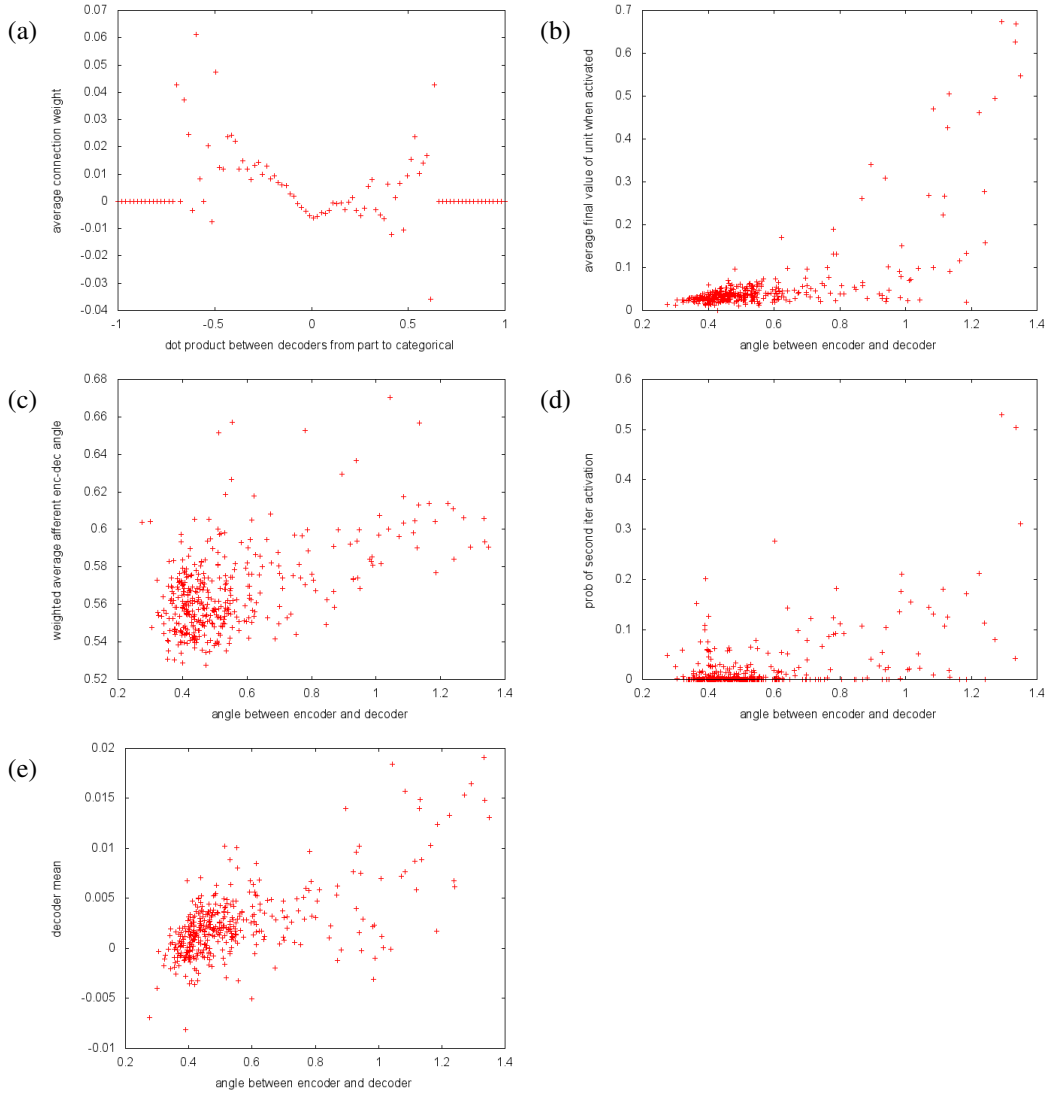 (a)
average connection weight
0.07
0.06
0.05
0.04
0.03
0.02
0.01
0
-0.01
-0.02
-0.03
-0.04
-1 -0.5 0 0.5 1
dot product between decoders from part to categorical
(b)
average final value of unit when activated
0.7
0.6
0.5
0.4
0.3
0.2
0.1
0
0.2 0.4 0.6 0.8 1 1.2 1.4
angle between encoder and decoder
(c)
weighted average afferent enc-dec angle
0.68
0.66
0.64
0.62
0.6
0.58
0.56
0.54
0.52
0.2 0.4 0.6 0.8 1 1.2 1.4
angle between encoder and decoder
(d)
prob of second iter activation
0.6
0.5
0.4
0.3
0.2
0.1
0
0.2 0.4 0.6 0.8 1 1.2 1.4
angle between encoder and decoder
(e)
decoder mean
0.02
0.015
0.01
0.005
0
-0.005
-0.01
0.2 0.4 0.6 0.8 1 1.2 1.4
angle between encoder and decoder